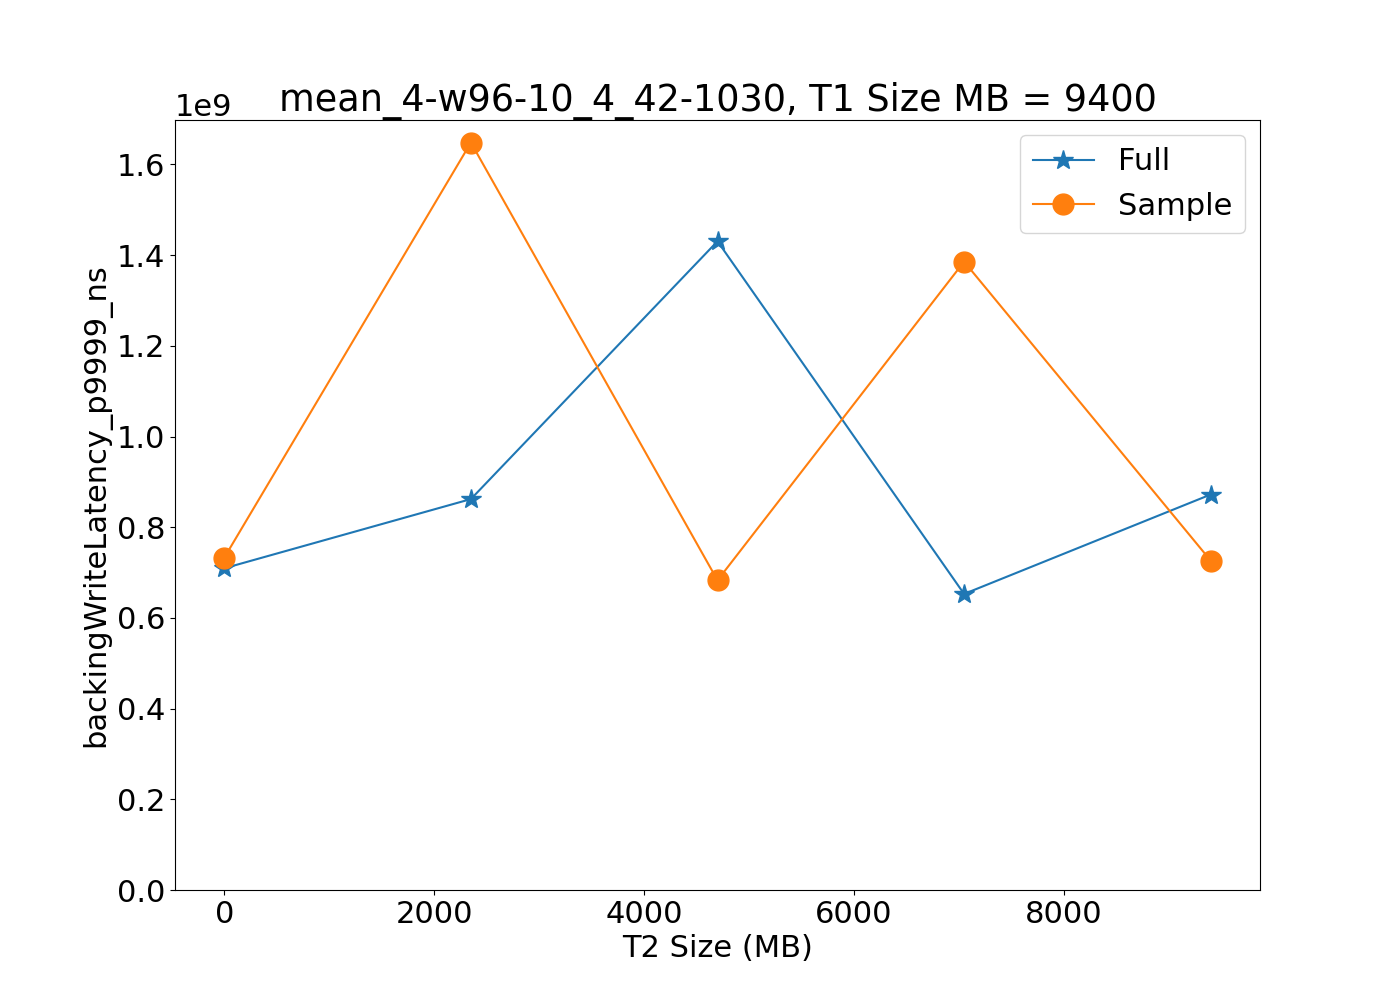 mean_4-w96-10_4_42-1030, T1 Size MB = 9400
1e9
Full
Sample
1.6
1.4
1.2
1.0
0.8
0.6
0.4
0.2
0.0
backingWriteLatency_p9999_ns
0 2000 4000 6000 8000
T2 Size (MB)